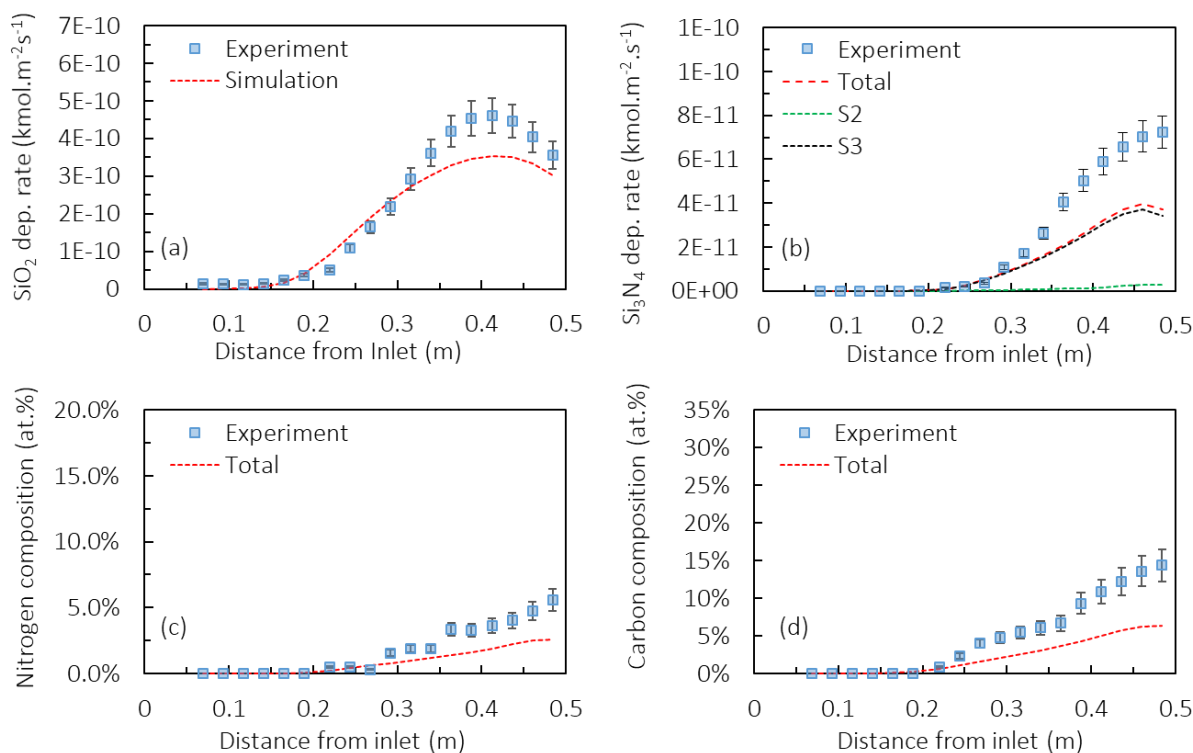 SiO₂ dep. rate (kmol.m⁻²s⁻¹)
7E-10
6E-10
5E-10
4E-10
3E-10
2E-10
1E-10
0
Experiment
Simulation
(a)
0 0.1 0.2 0.3 0.4 0.5
Distance from Inlet (m)
Si₃N₄ dep. rate (kmol.m⁻².s⁻¹)
1E-10
1E-10
8E-11
6E-11
4E-11
2E-11
0E+00
Experiment
Total
S2
S3
(b)
0 0.1 0.2 0.3 0.4 0.5
Distance from inlet (m)
Nitrogen composition (at.%)
20.0%
15.0%
10.0%
5.0%
0.0%
Experiment
Total
(c)
0 0.1 0.2 0.3 0.4 0.5
Distance from inlet (m)
Carbon composition (at.%)
35%
30%
25%
20%
15%
10%
5%
0%
Experiment
Total
(d)
0 0.1 0.2 0.3 0.4 0.5
Distance from inlet (m)